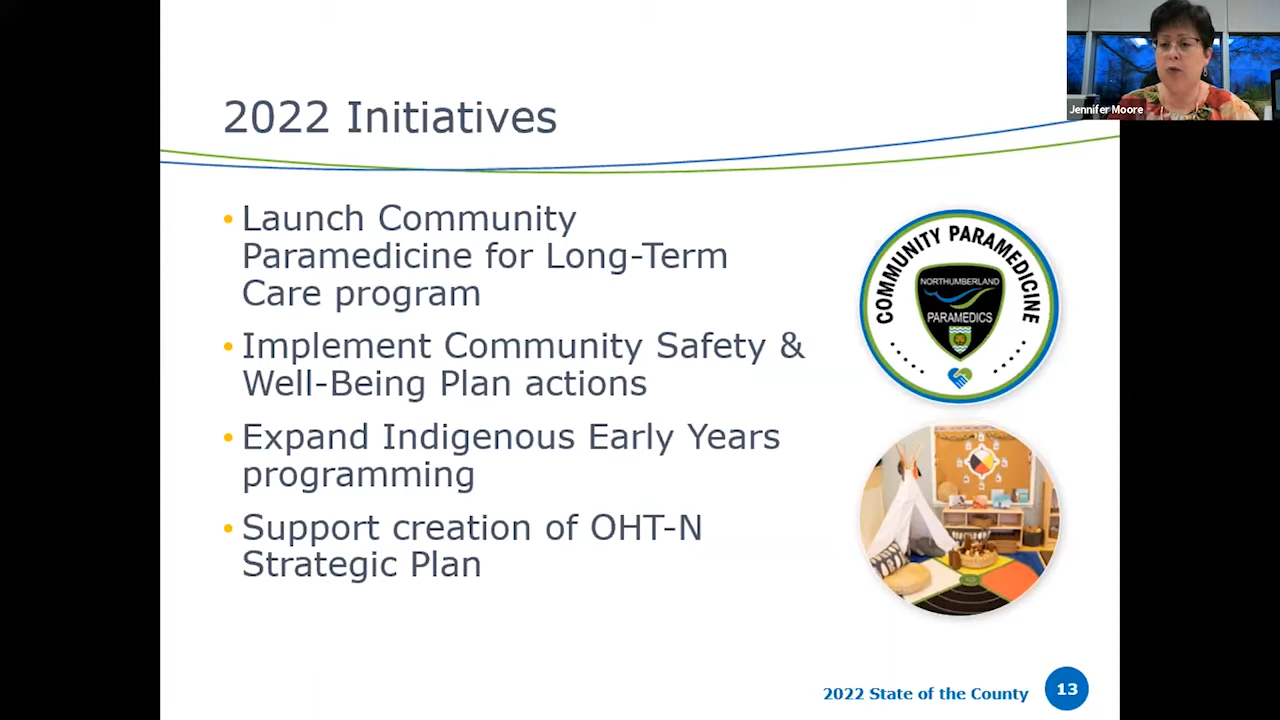 2022 Initiatives
Jennifer Moore
• Launch Community
Paramedicine for Long-Term
Care program
• Implement Community Safety &
Well-Being Plan actions
• Expand Indigenous Early Years
programming
• Support creation of OHT-N
Strategic Plan
COMMUNITY PARAMEDICINE
NORTHUMBERLAND
PARAMEDICS
2022 State of the County
13